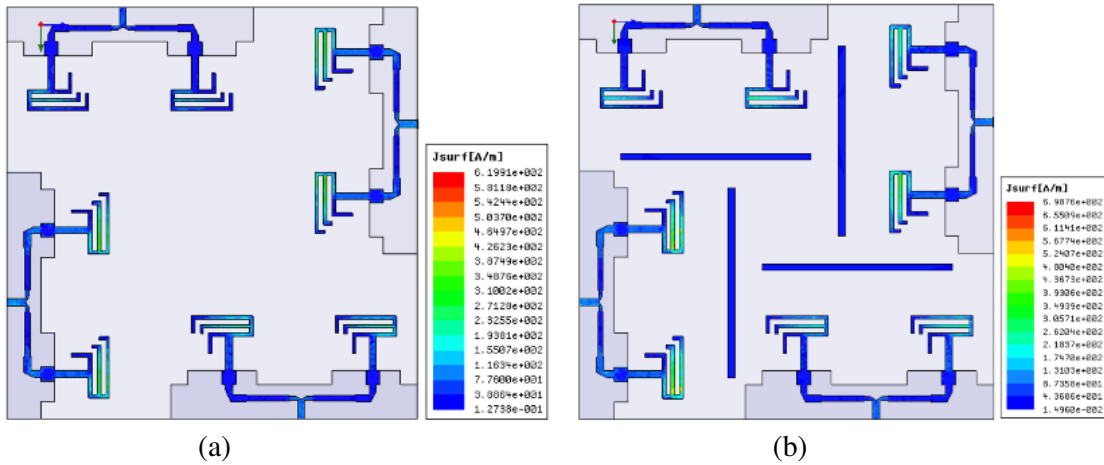 Jsurf[A/m]
6.1991e+002
5.8118e+002
5.4244e+002
5.0370e+002
4.6497e+002
4.2623e+002
3.8749e+002
3.4876e+002
3.1002e+002
2.7128e+002
2.3255e+002
1.9381e+002
1.5507e+002
1.1634e+002
7.7600e+001
3.8864e+001
1.2738e-001
Jsurf[A/m]
6.9876e+002
6.5509e+002
6.1141e+002
5.6774e+002
5.2407e+002
4.8040e+002
4.3673e+002
3.9306e+002
3.4939e+002
3.0571e+002
2.6204e+002
2.1837e+002
1.7470e+002
1.3103e+002
8.7358e+001
4.3686e+001
1.4960e-002
(a)
(b)